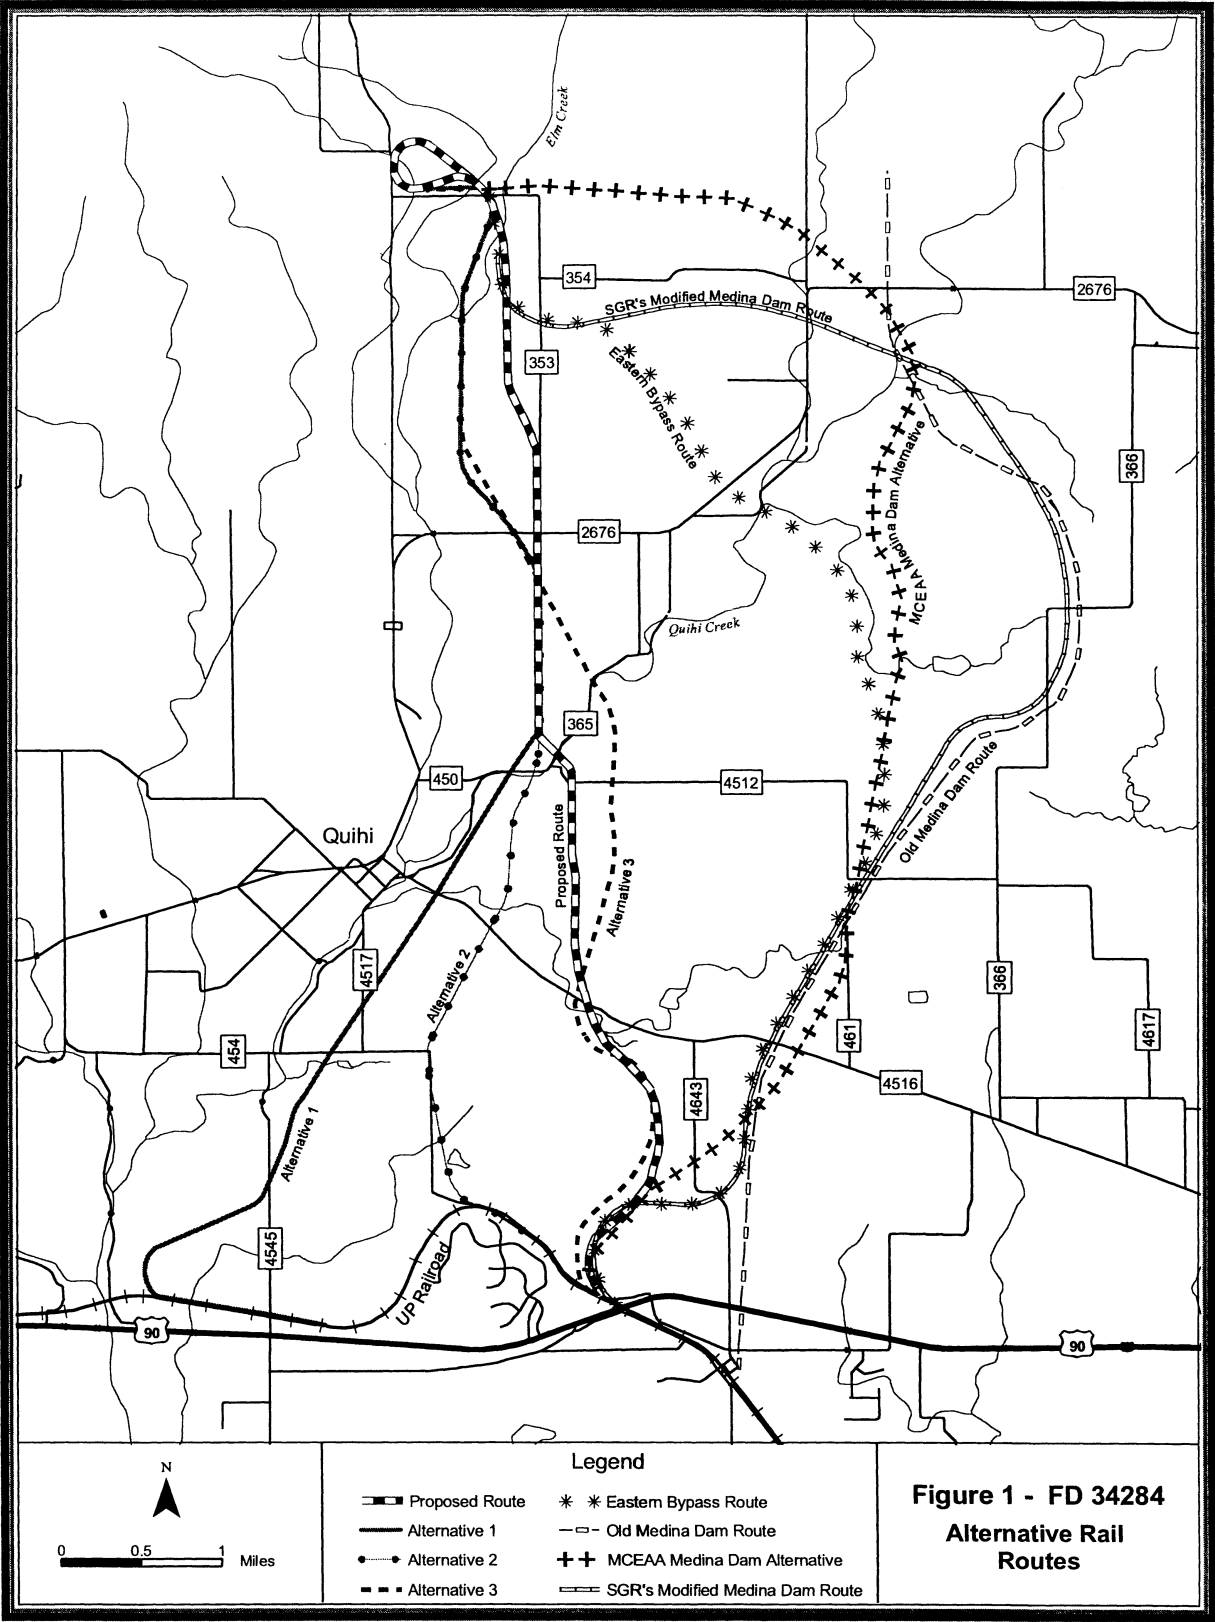 Elm Creek
354
2676
SGR's Modified Medina Dam Route
353
Eastern Bypass Route
366
MCEAA Medina Dam Alternative
2676
Quihi Creek
365
450
4512
Old Medina Dam Route
Quihi
Proposed Route
Alternative 3
4517
Alternative 2
366
461
4617
454
4516
4643
Alternative 1
4545
UP Railroad
90
90
N
0 0.5 1
Miles
Legend
Proposed Route
Alternative 1
Alternative 2
Alternative 3
Eastern Bypass Route
Old Medina Dam Route
MCEAA Medina Dam Alternative
SGR's Modified Medina Dam Route
Figure 1 - FD 34284
Alternative Rail
Routes